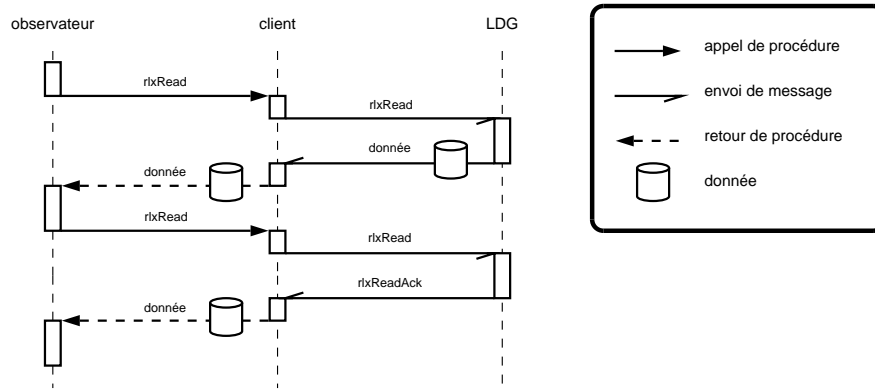 observateur
client
LDG
rlxRead
rlxRead
donnée
donnée
rlxRead
rlxRead
rlxReadAck
donnée
appel de procédure
envoi de message
retour de procédure
donnée